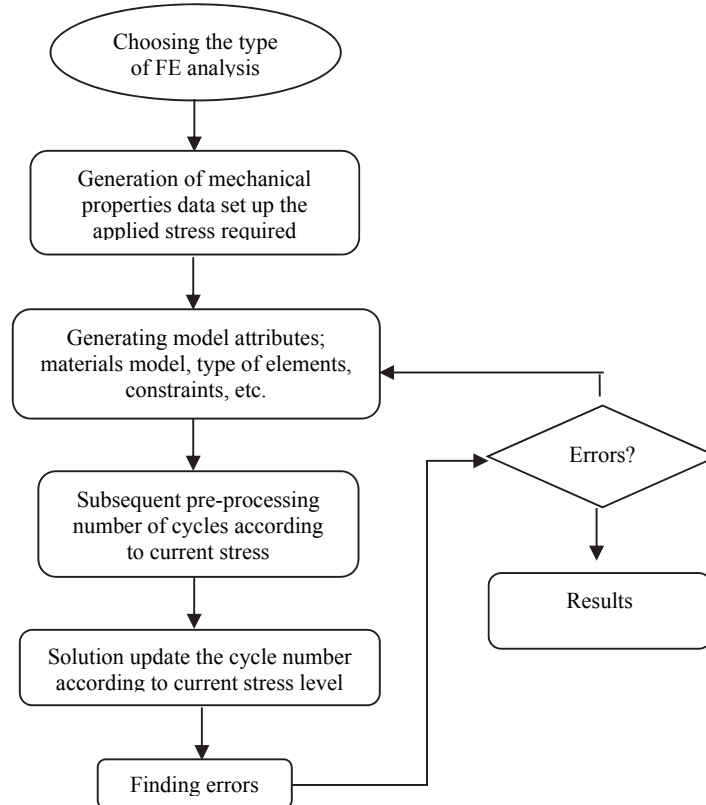 Choosing the type
of FE analysis
Generation of mechanical
properties data set up the
applied stress required
Generating model attributes;
materials model, type of elements,
constraints, etc.
Subsequent pre-processing
number of cycles according
to current stress
Solution update the cycle number
according to current stress level
Finding errors
Errors?
Results